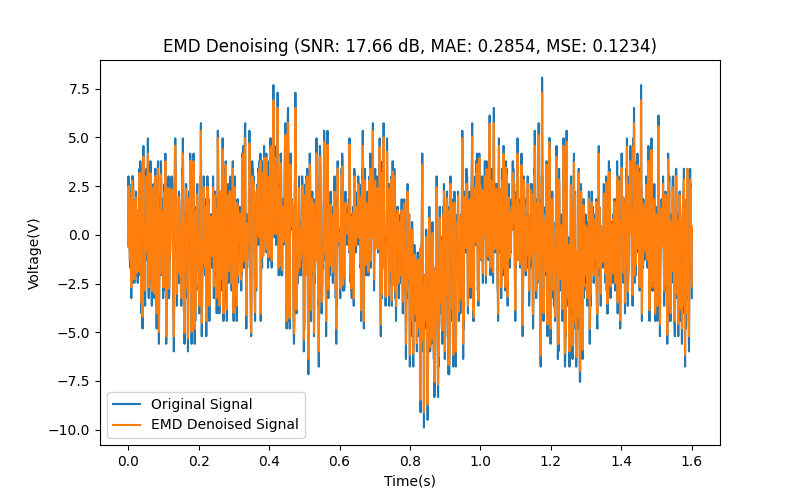 EMD Denoising (SNR: 17.66 dB, MAE: 0.2854, MSE: 0.1234)
7.5
5.0
2.5
0.0
−2.5
−5.0
−7.5
−10.0
Voltage(V)
Original Signal
EMD Denoised Signal
0.0 0.2 0.4 0.6 0.8 1.0 1.2 1.4 1.6
Time(s)